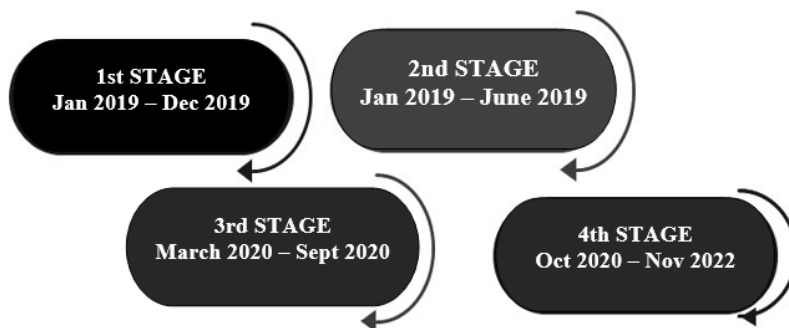 1st STAGE
Jan 2019 – Dec 2019
2nd STAGE
Jan 2019 – June 2019
3rd STAGE
March 2020 – Sept 2020
4th STAGE
Oct 2020 – Nov 2022